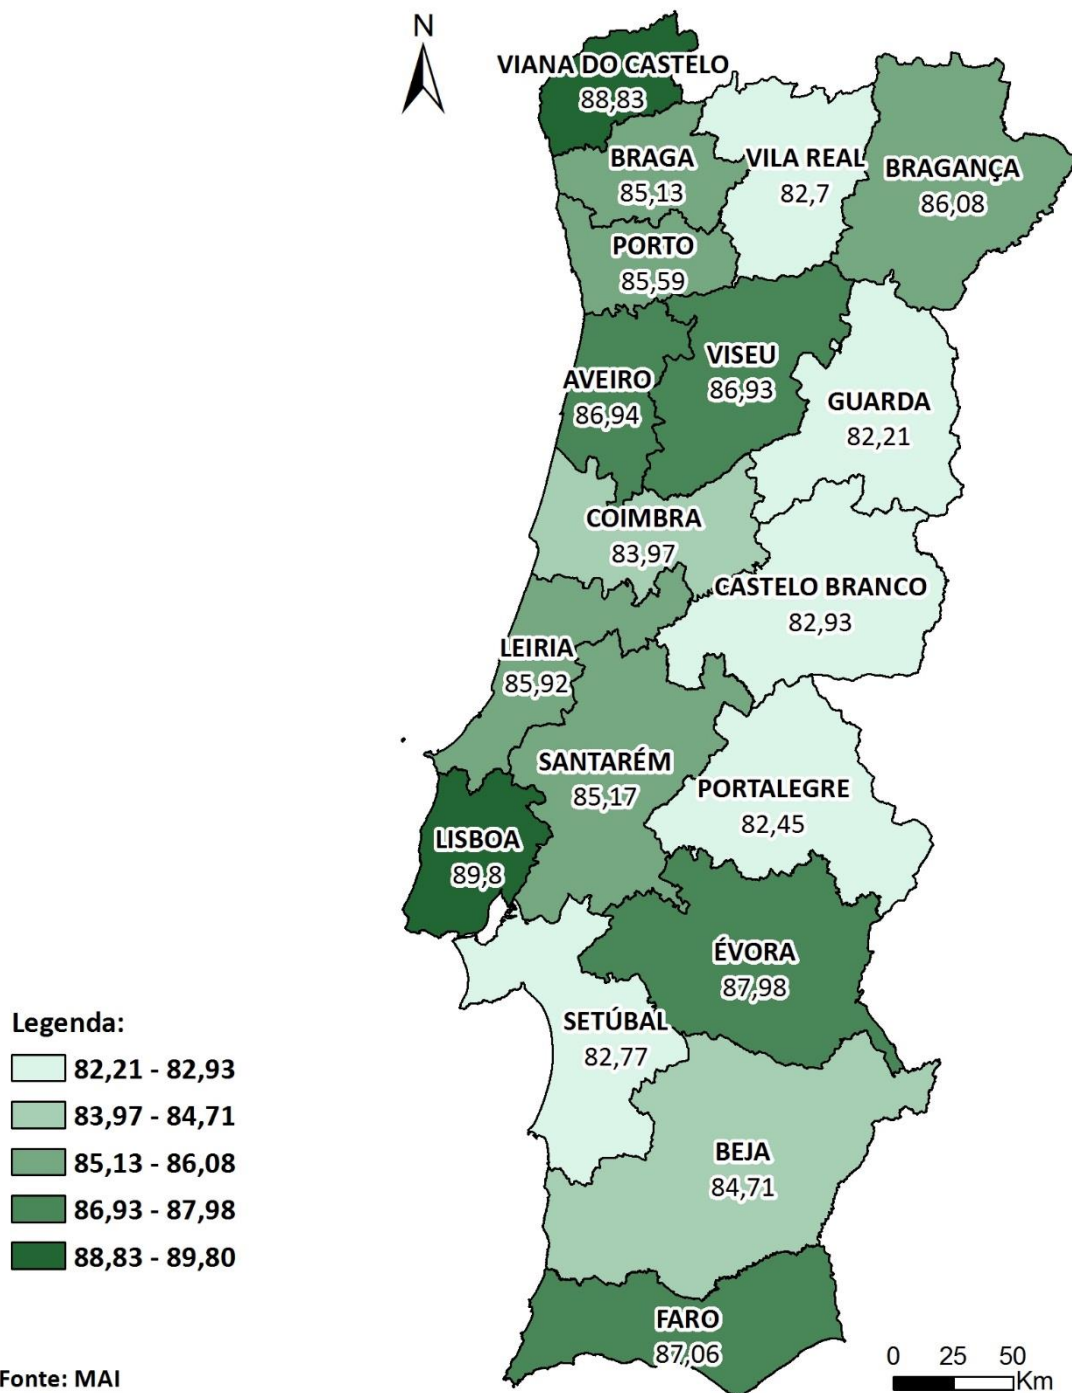 N
VIANA DO CASTELO
88,83
BRAGA
85,13
VILA REAL
82,7
BRAGANÇA
86,08
PORTO
85,59
VISEU
86,93
AVEIRO
86,94
GUARDA
82,21
COIMBRA
83,97
CASTELO BRANCO
82,93
LEIRIA
85,92
SANTARÉM
85,17
PORTALEGRE
82,45
LISBOA
89,8
ÉVORA
87,98
SETÚBAL
82,77
BEJA
84,71
FARO
87,06
Legenda:
82,21 - 82,93
83,97 - 84,71
85,13 - 86,08
86,93 - 87,98
88,83 - 89,80
Fonte: MAI
0 25 50
Km